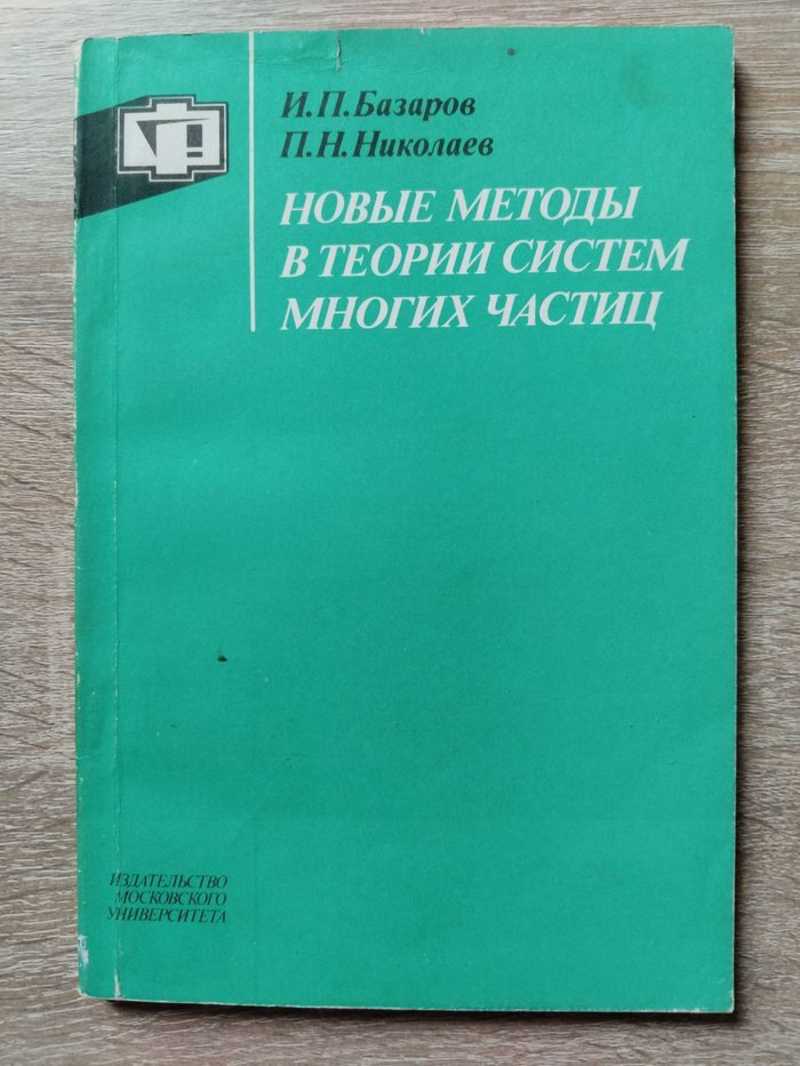 И.П.Базаров
П.Н.Николаев
НОВЫЕ МЕТОДЫ
В ТЕОРИИ СИСТЕМ
МНОГИХ ЧАСТИЦ
ИЗДАТЕЛЬСТВО
МОСКОВСКОГО
УНИВЕРСИТЕТА